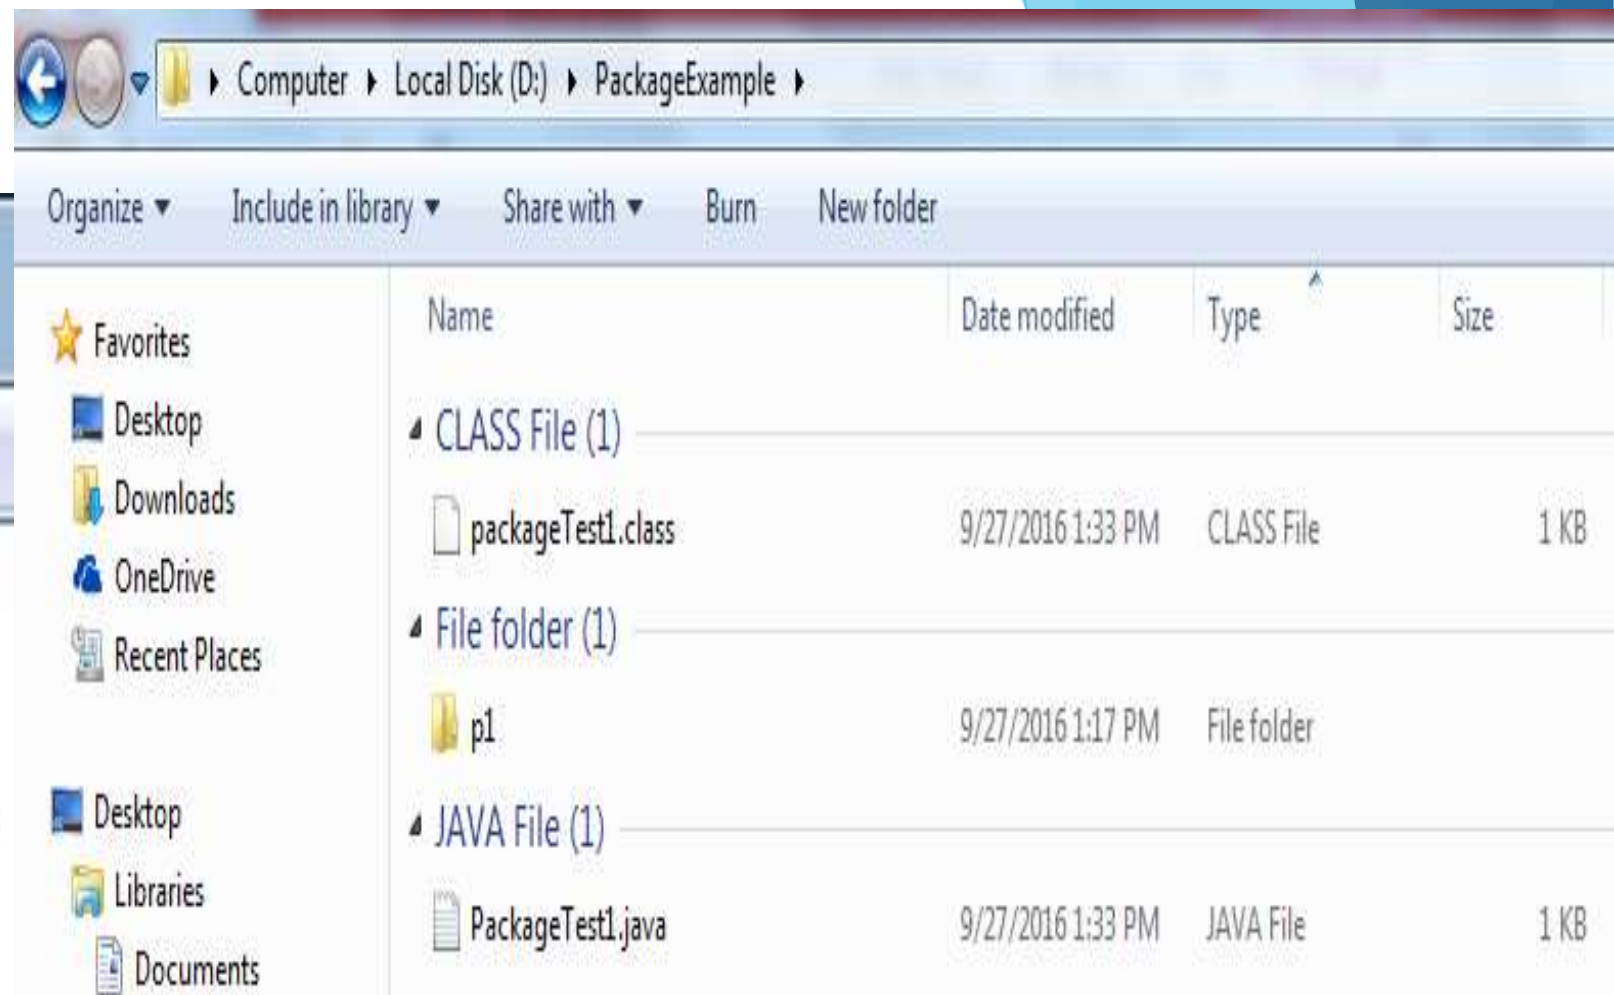 Computer Local Disk (D:) PackageExample
Organize Include in library Share with Burn New folder
Name Date modified Type Size
Favorites
Desktop
Downloads
OneDrive
Recent Places
Desktop
Libraries
Documents
CLASS File (1)
packageTest1.class 9/27/2016 1:33 PM CLASS File 1 KB
File folder (1)
p1 9/27/2016 1:17 PM File folder
JAVA File (1)
PackageTest1.java 9/27/2016 1:33 PM JAVA File 1 KB